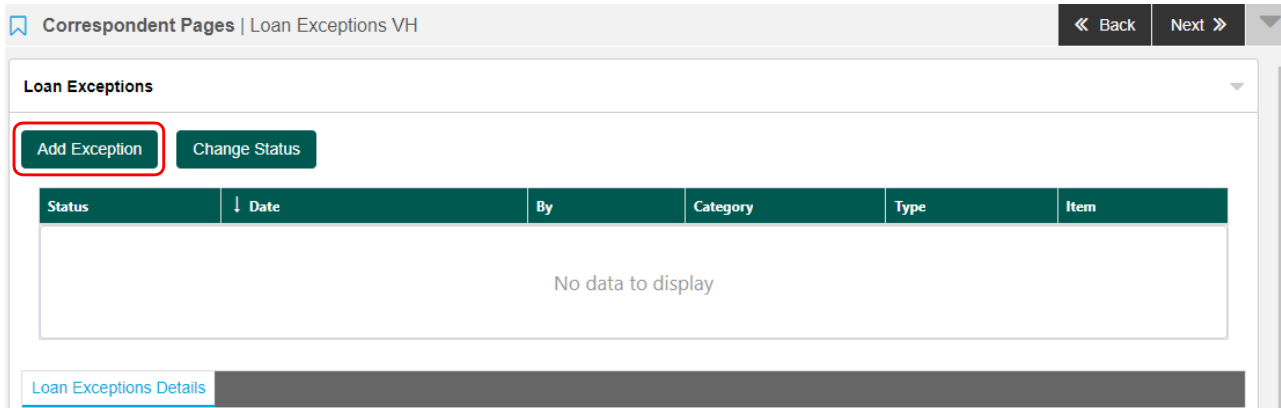 Correspondent Pages | Loan Exceptions VH
« Back Next »
Loan Exceptions
Add Exception Change Status
Status ↓ Date By Category Type Item
No data to display
Loan Exceptions Details